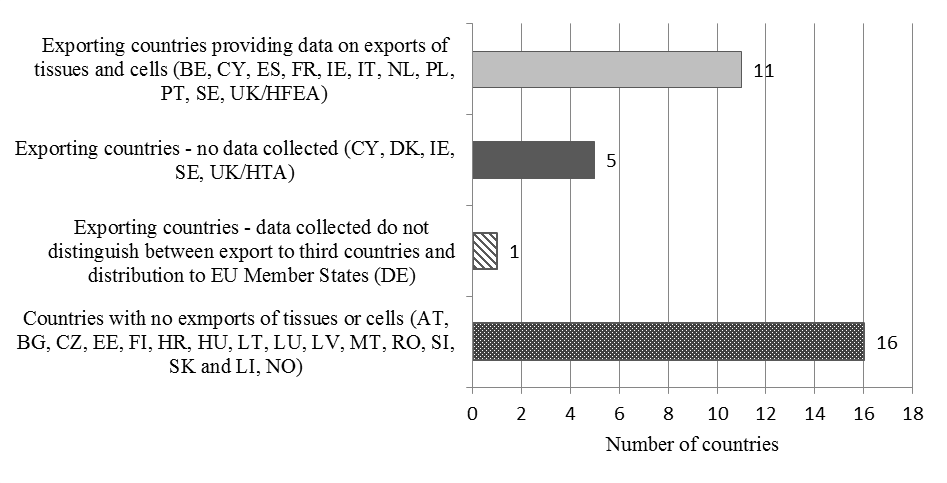 Exporting countries providing data on exports of
tissues and cells (BE, CY, ES, FR, IE, IT, NL, PL,
PT, SE, UK/HFEA)
11
Exporting countries - no data collected (CY, DK, IE,
SE, UK/HTA)
5
Exporting countries - data collected do not
distinguish between export to third countries and
distribution to EU Member States (DE)
1
Countries with no exmports of tissues or cells (AT,
BG, CZ, EE, FI, HR, HU, LT, LU, LV, MT, RO, SI,
SK and LI, NO)
16
0 2 4 6 8 10 12 14 16 18
Number of countries